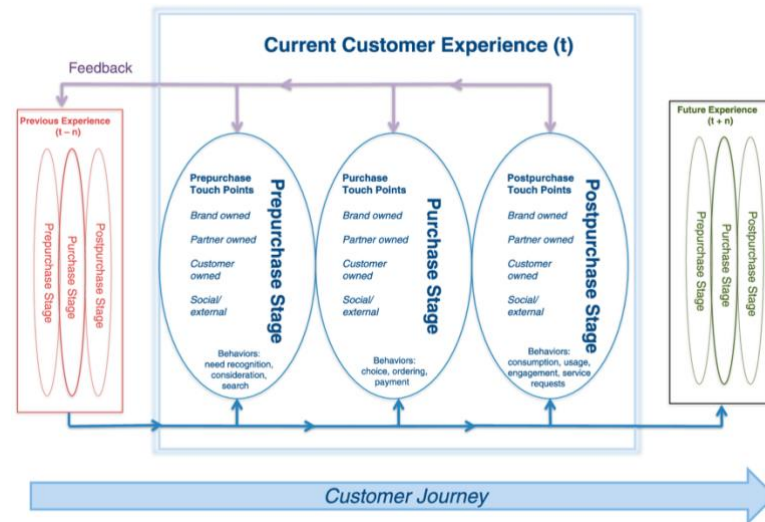 Current Customer Experience (t)
Feedback
Previous Experience
(t – n)
Prepurchase Stage
Purchase Stage
Postpurchase Stage
Prepurchase
Touch Points
Brand owned
Partner owned
Customer
owned
Social/
external
Behaviors:
need recognition,
consideration,
search
Prepurchase Stage
Purchase
Touch Points
Brand owned
Partner owned
Customer
owned
Social/
external
Behaviors:
choice, ordering,
payment
Purchase Stage
Postpurchase
Touch Points
Brand owned
Partner owned
Customer
owned
Social/
external
Behaviors:
consumption, usage,
engagement, service
requests
Postpurchase Stage
Future Experience
(t + n)
Prepurchase Stage
Purchase Stage
Postpurchase Stage
Customer Journey